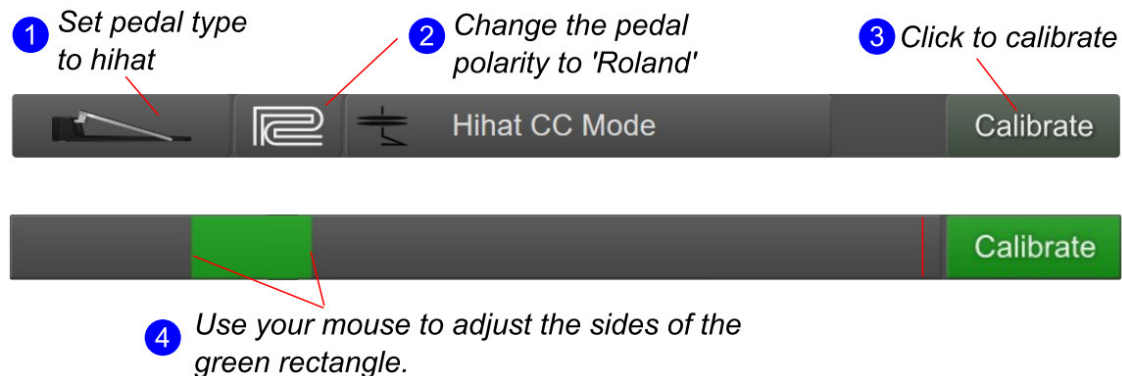 1 Set pedal type
to hihat
2 Change the pedal
polarity to 'Roland'
3 Click to calibrate
Hihat CC Mode
Calibrate
Calibrate
4 Use your mouse to adjust the sides of the
green rectangle.